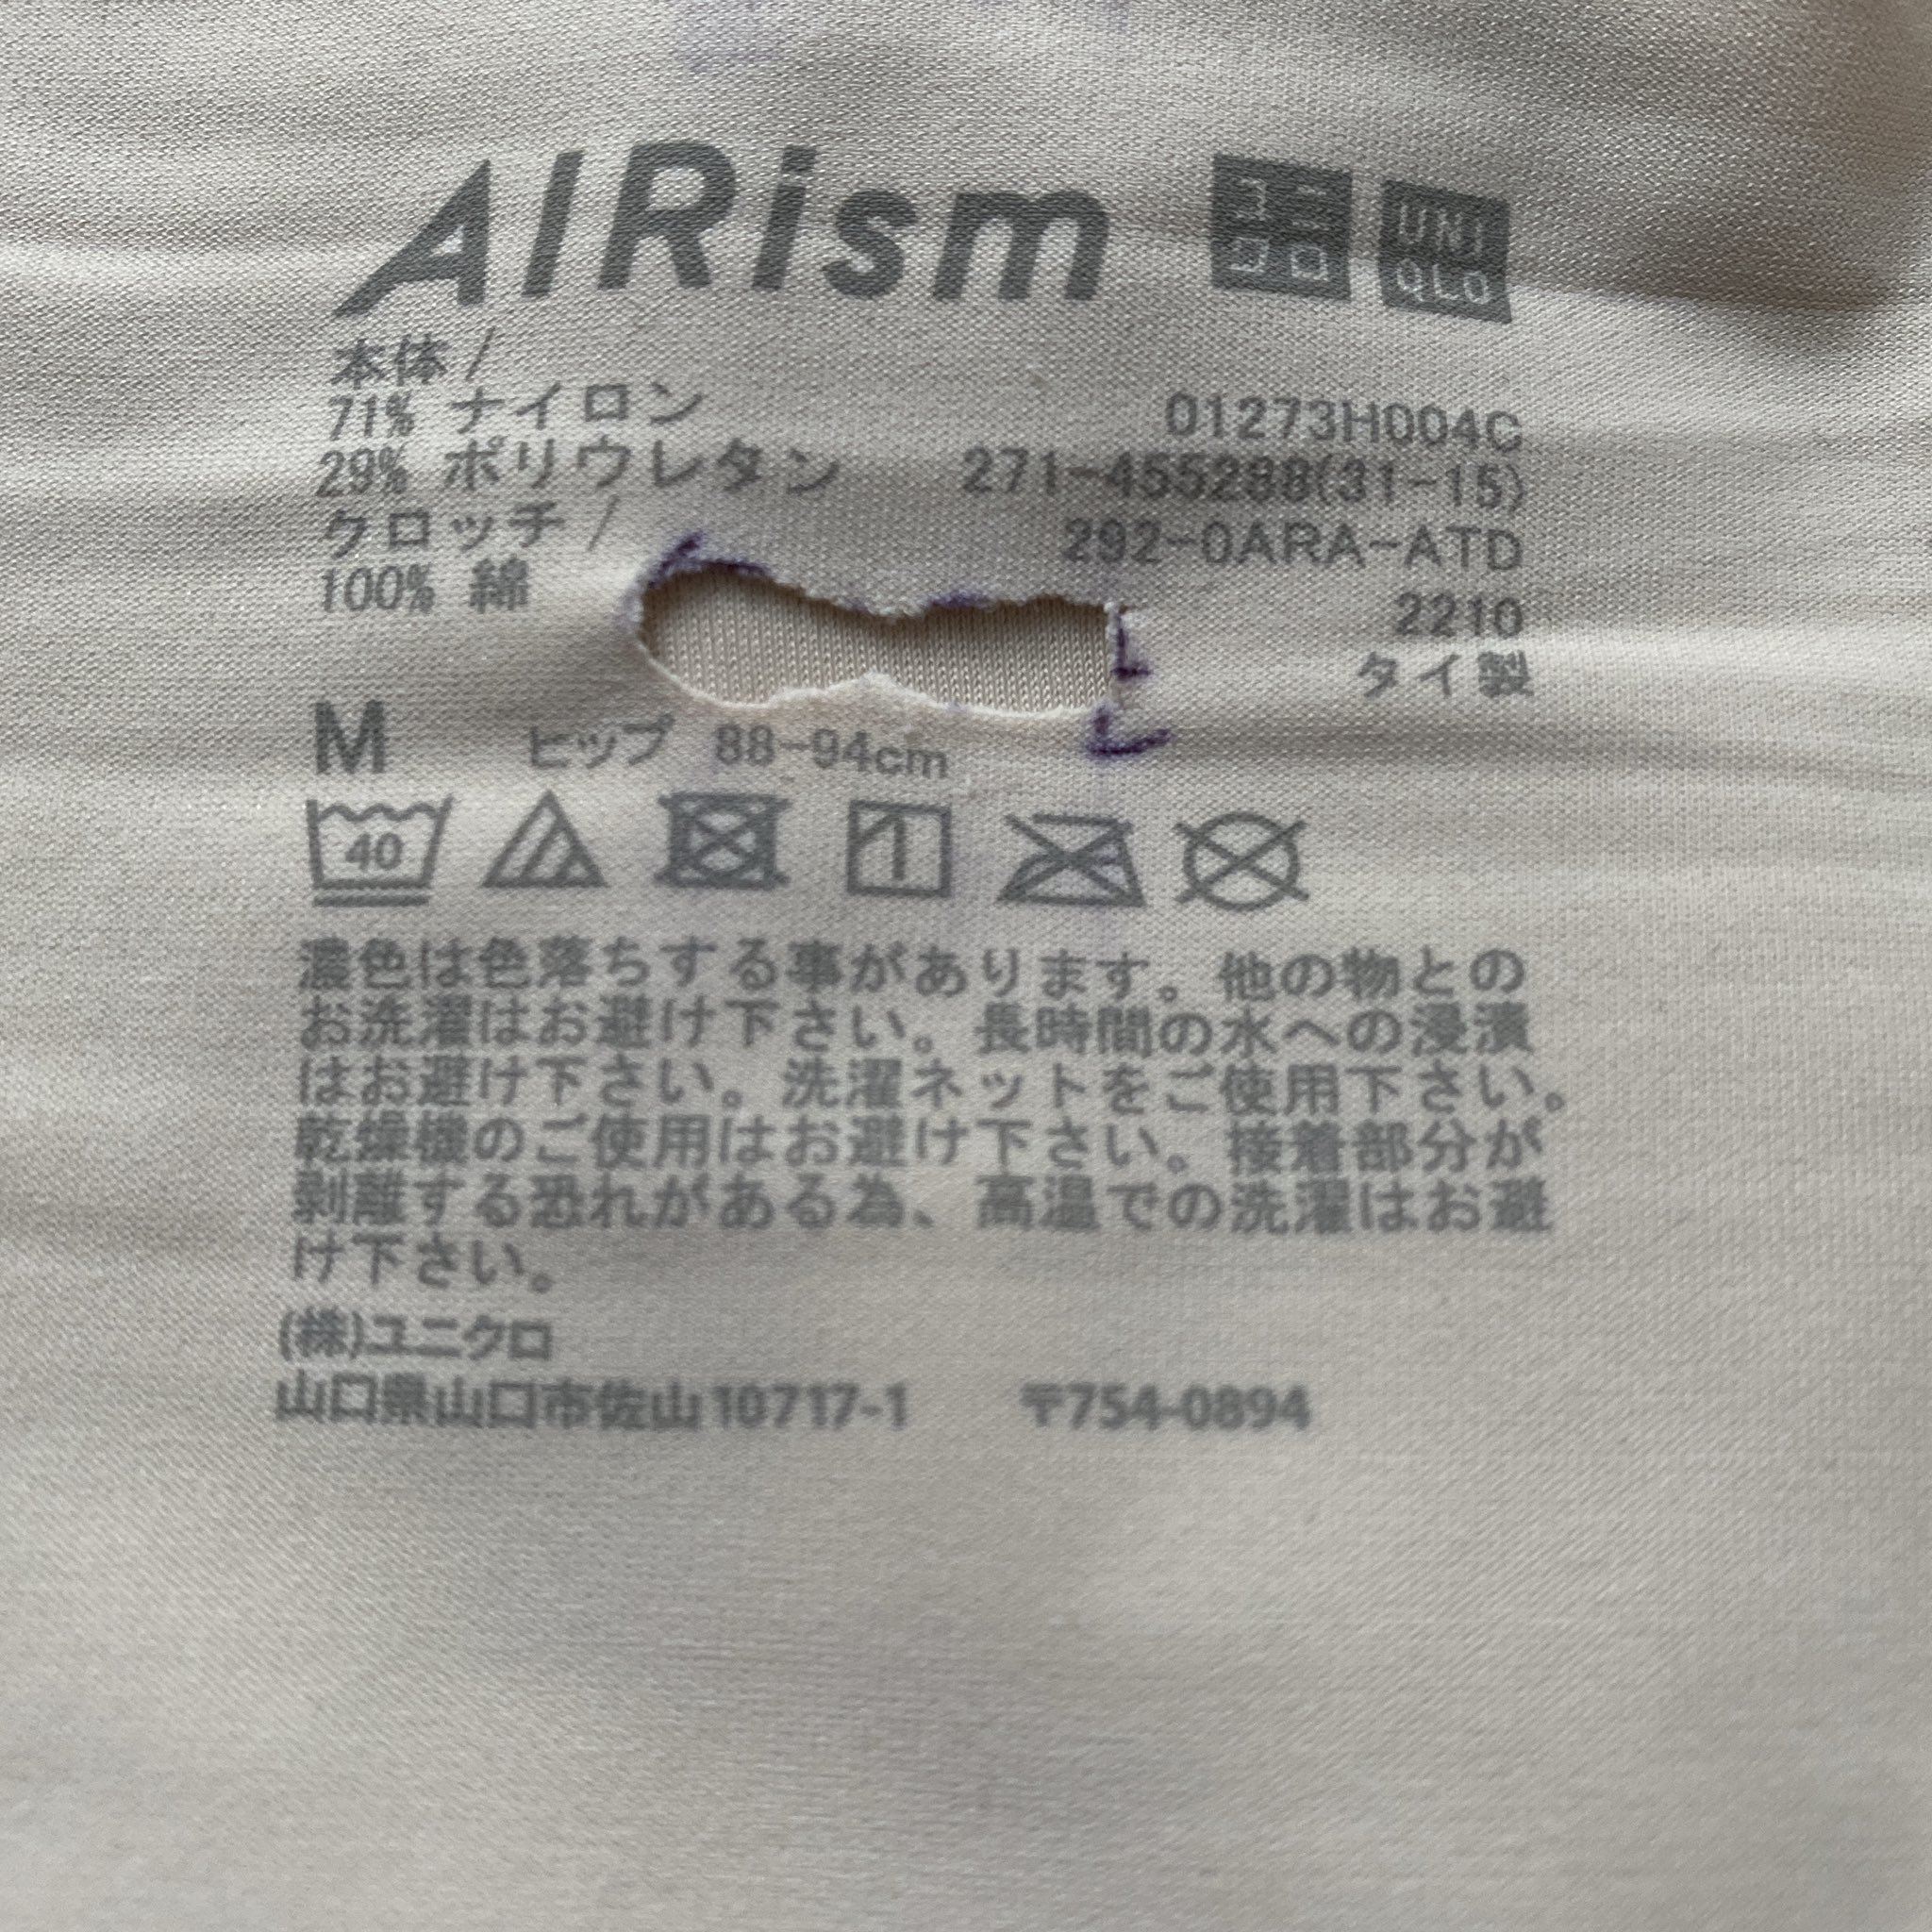 AIRism
ユニ
クロ
UNI
QLO
本体/
71% ナイロン
29% ポリウレタン
クロッチ/
100% 綿
01273H004C
271-455288(31-15)
292-0ARA-ATD
2210
タイ製
M ヒップ 88-94cm
40
濃色は色落ちする事があります。他の物との
お洗濯はお避け下さい。長時間の水への浸漬
はお避け下さい。洗濯ネットをご使用下さい。
乾燥機のご使用はお避け下さい。接着部分が
剥離する恐れがある為、高温での洗濯はお避
け下さい。
(株)ユニクロ
山口県山口市佐山10717-1 〒754-0894